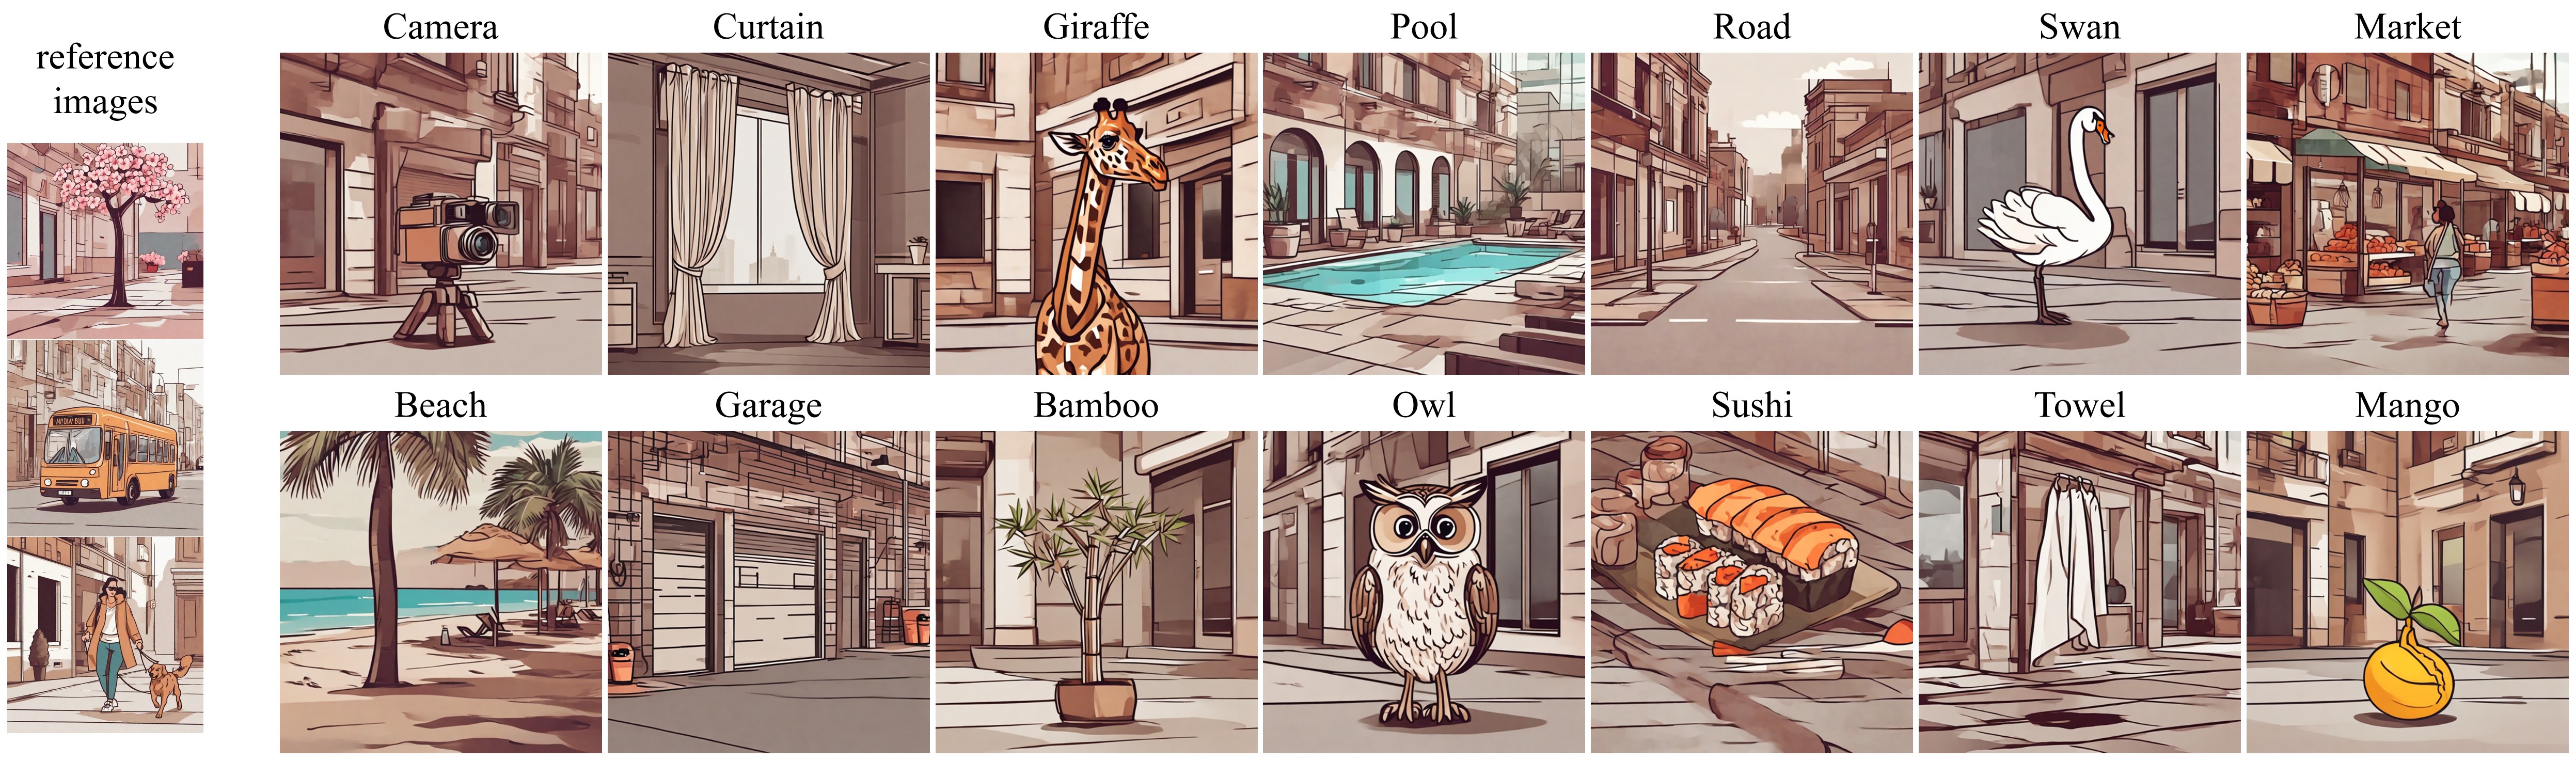 reference
images
Camera
Curtain
Giraffe
Pool
Road
Swan
Market
Beach
Garage
Bamboo
Owl
Sushi
Towel
Mango